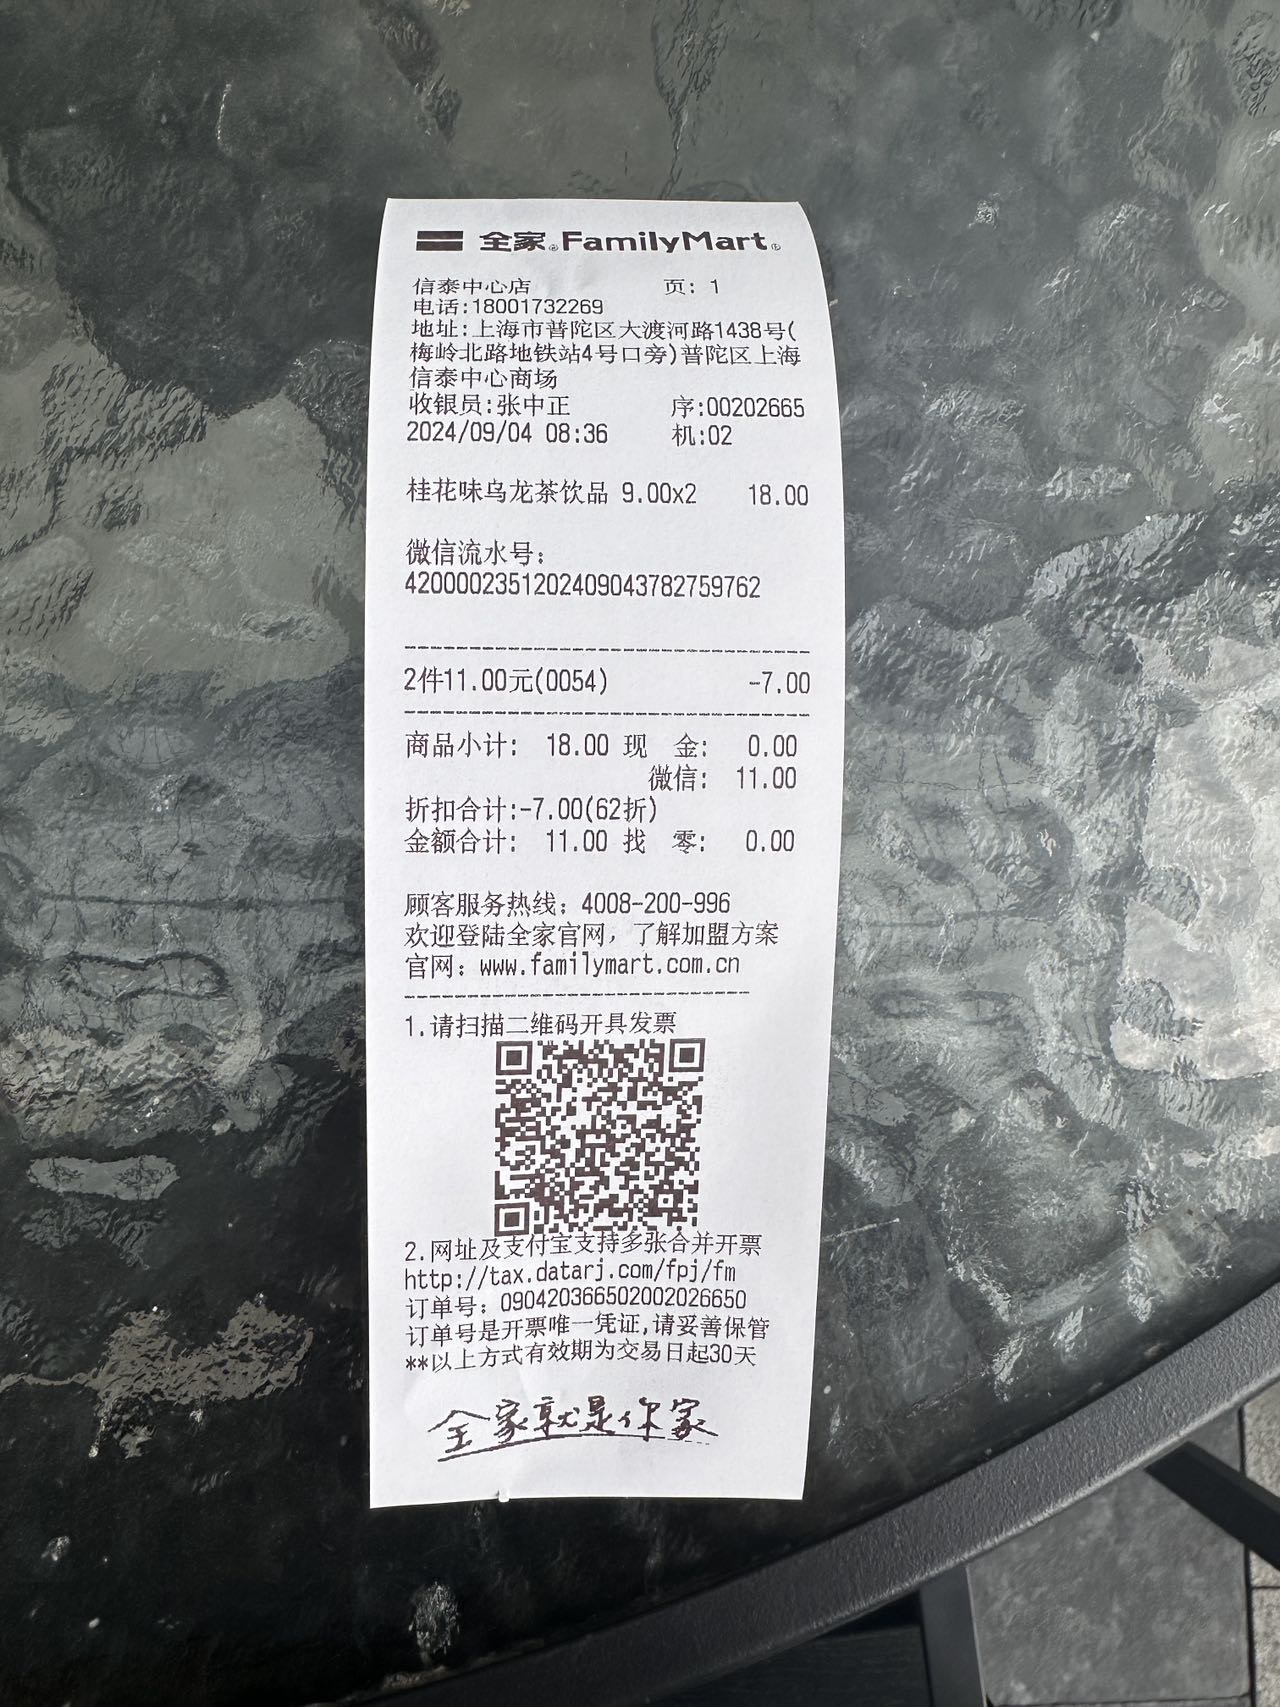 全家® FamilyMart®
信泰中心店 页: 1
电话:18001732269
地址:上海市普陀区大渡河路1438号(
梅岭北路地铁站4号口旁)普陀区上海
信泰中心商场
收银员:张中正 序:00202665
2024/09/04 08:36 机:02
桂花味乌龙茶饮品 9.00x2 18.00
微信流水号:
4200002351202409043782759762
2件11.00元(0054) -7.00
商品小计: 18.00 现 金: 0.00
微信: 11.00
折扣合计:-7.00(62折)
金额合计: 11.00 找 零: 0.00
顾客服务热线: 4008-200-996
欢迎登陆全家官网，了解加盟方案
官网: www.familymart.com.cn
1.请扫描二维码开具发票
2.网址及支付宝支持多张合并开票
http://tax.datarj.com/fpj/fm
订单号: 090420366502002026650
订单号是开票唯一凭证,请妥善保管
**以上方式有效期为交易日起30天
全家就是你家